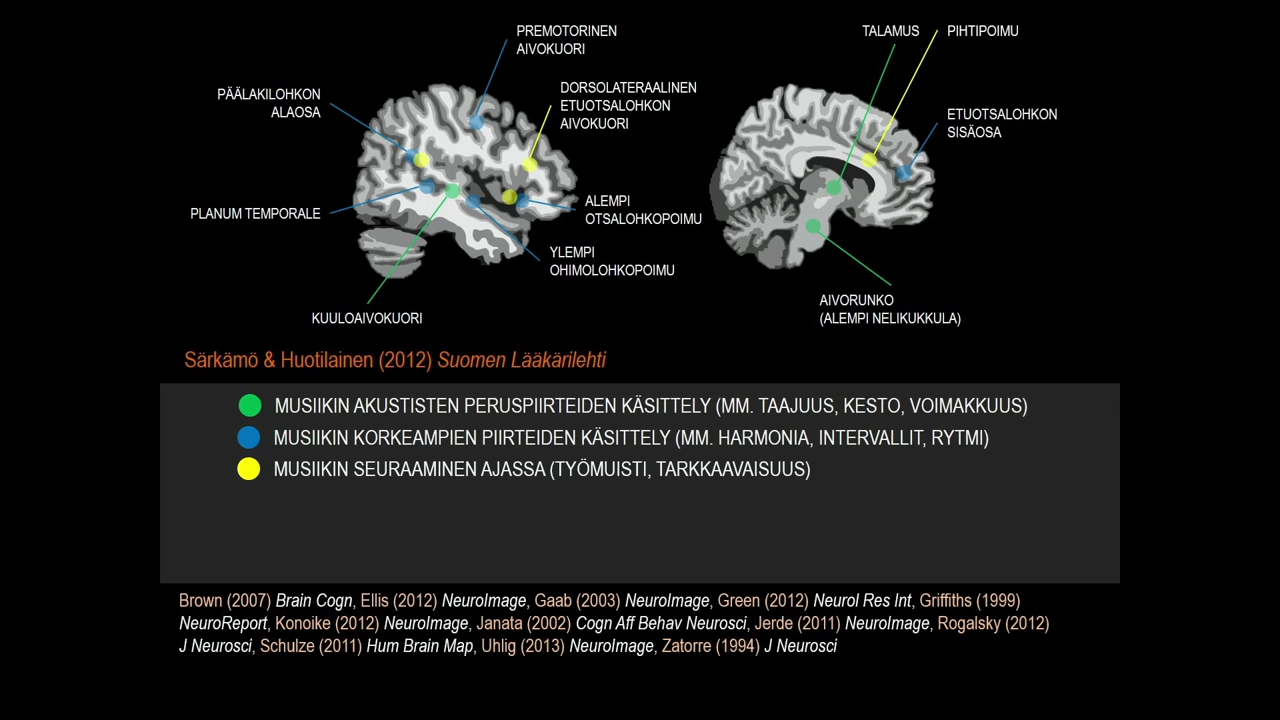 PREMOTORINEN
AIVOKUORI
TALAMUS
PIHTIPOIMU
PÄÄLAKILOHKON
ALAOSA
DORSOLATERAALINEN
ETUOTSALOHKON
AIVOKUORI
ETUOTSALOHKON
SISÄOSA
PLANUM TEMPORALE
ALEMPI
OTSALOHKOPOIMU
YLEMPI
OHIMOLOHKOPOIMU
KUULOAIVOKUORI
AIVORUNKO
(ALEMPI NELIKUKKULA)
Särkämö & Huotilainen (2012) Suomen Lääkärilehti
MUSIIKIN AKUSTISTEN PERUSPIIRTEIDEN KÄSITTELY (MM. TAAJUUS, KESTO, VOIMAKKUUS)
MUSIIKIN KORKEAMPIEN PIIRTEIDEN KÄSITTELY (MM. HARMONIA, INTERVALLIT, RYTMI)
MUSIIKIN SEURAAMINEN AJASSA (TYÖMUISTI, TARKKAAVAISUUS)
Brown (2007) Brain Cogn, Ellis (2012) NeuroImage, Gaab (2003) NeuroImage, Green (2012) Neurol Res Int, Griffiths (1999)
NeuroReport, Konoike (2012) NeuroImage, Janata (2002) Cogn Aff Behav Neurosci, Jerde (2011) NeuroImage, Rogalsky (2012)
J Neurosci, Schulze (2011) Hum Brain Map, Uhlig (2013) NeuroImage, Zatorre (1994) J Neurosci